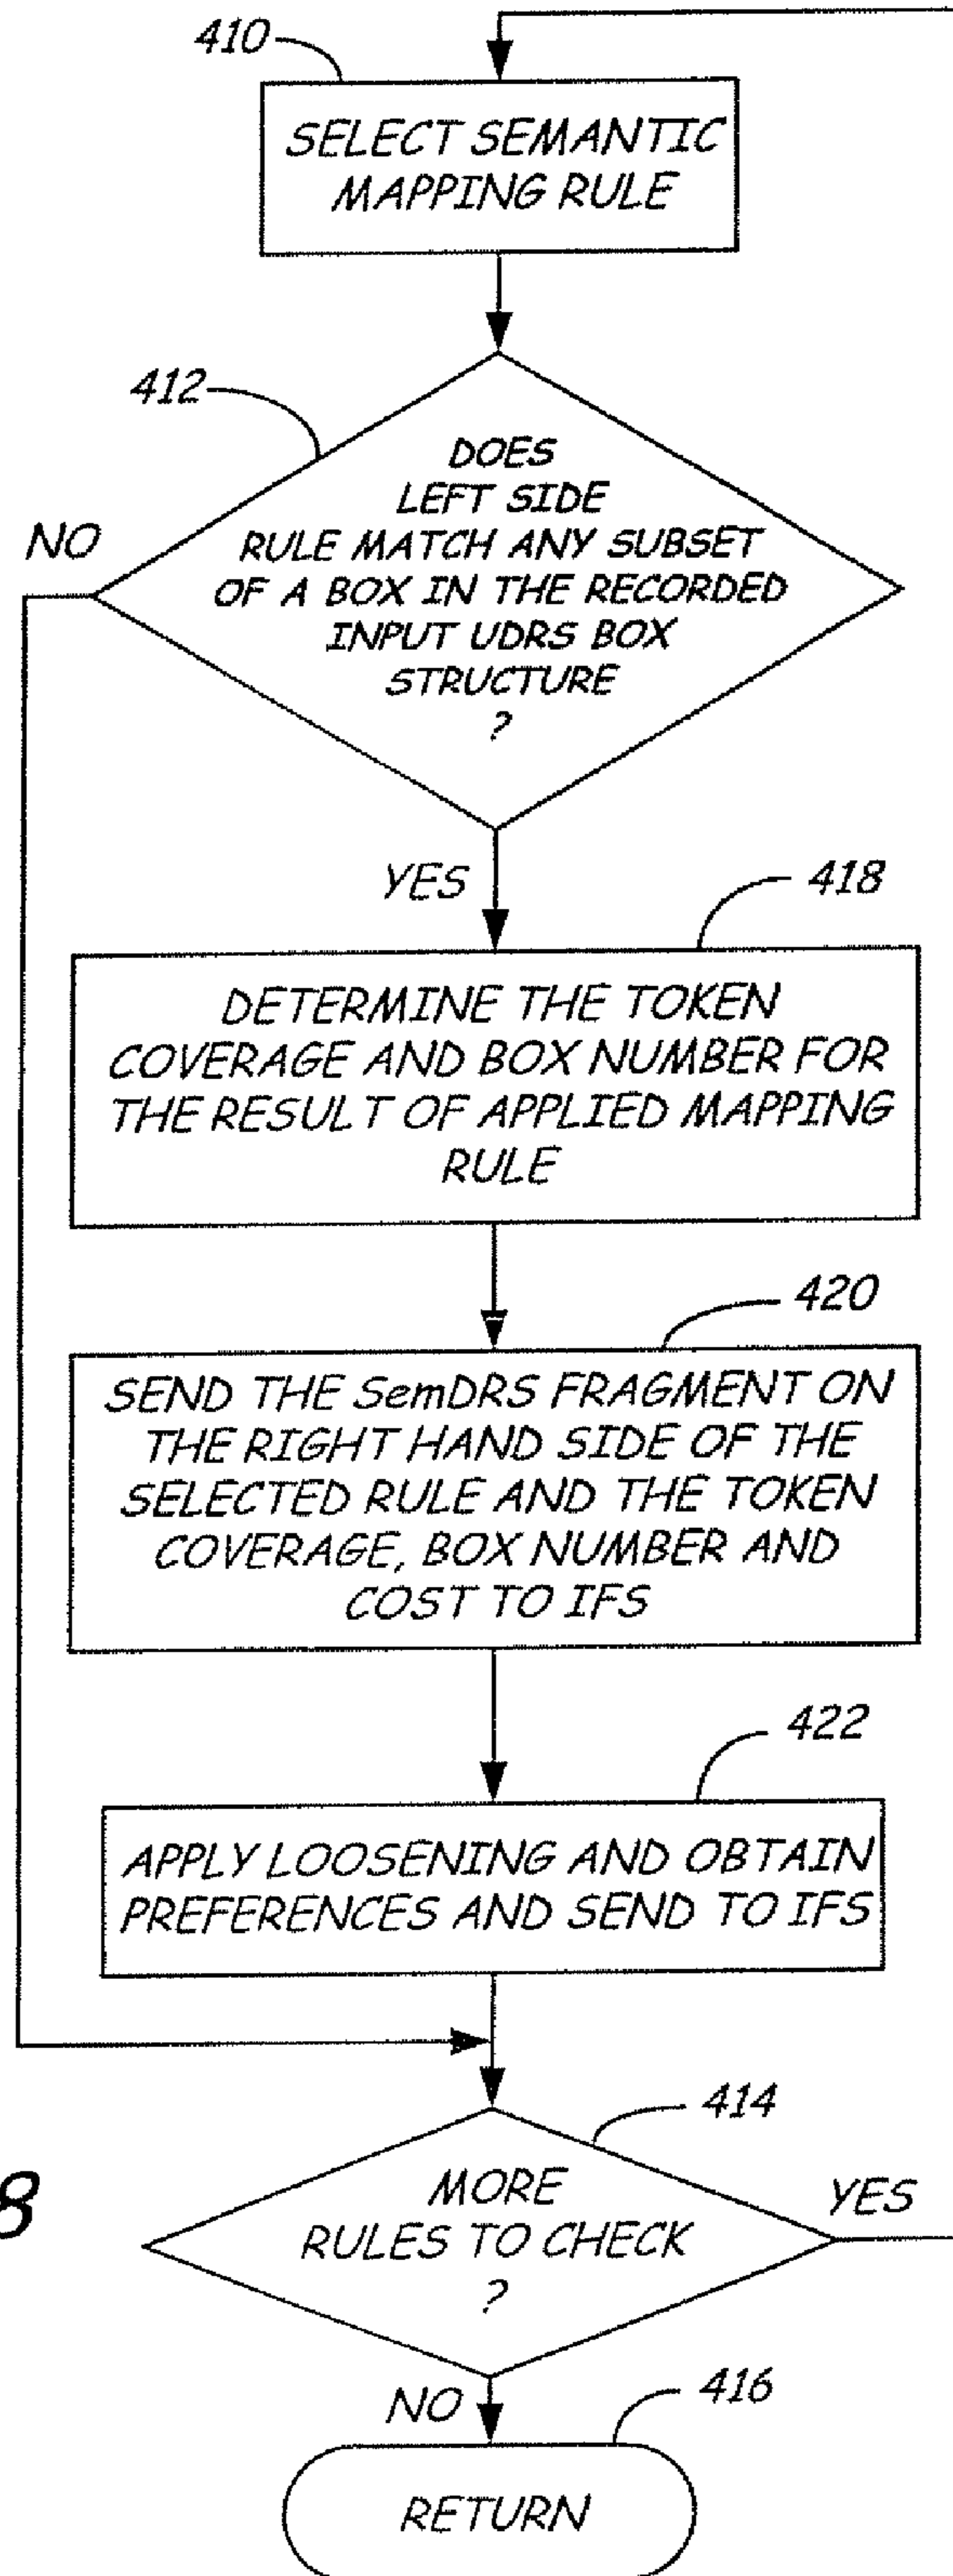 410
SELECT SEMANTIC
MAPPING RULE
412
DOES
LEFT SIDE
RULE MATCH ANY SUBSET
OF A BOX IN THE RECORDED
INPUT UDRS BOX
STRUCTURE
?
NO
YES
418
DETERMINE THE TOKEN
COVERAGE AND BOX NUMBER FOR
THE RESULT OF APPLIED MAPPING
RULE
420
SEND THE SemDRS FRAGMENT ON
THE RIGHT HAND SIDE OF THE
SELECTED RULE AND THE TOKEN
COVERAGE, BOX NUMBER AND
COST TO IFS
422
APPLY LOOSENING AND OBTAIN
PREFERENCES AND SEND TO IFS
414
MORE
RULES TO CHECK
?
YES
8
NO
416
RETURN